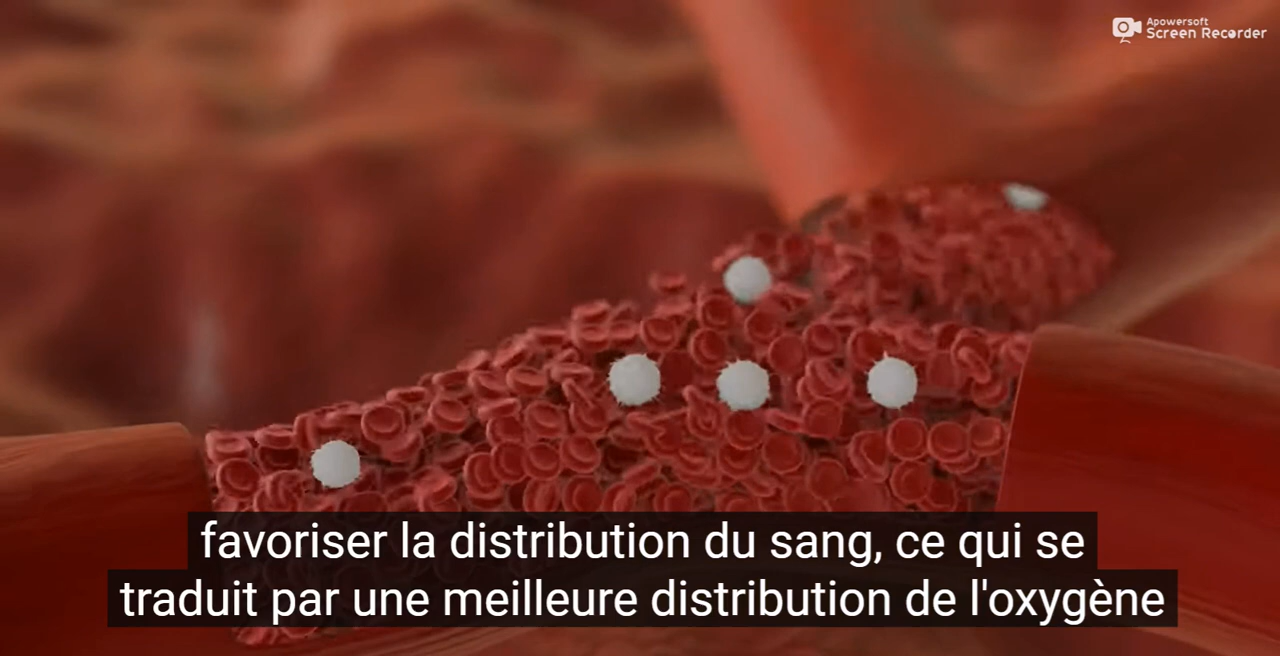 Apowersoft
Screen Recorder
favoriser la distribution du sang, ce qui se
traduit par une meilleure distribution de l'oxygène